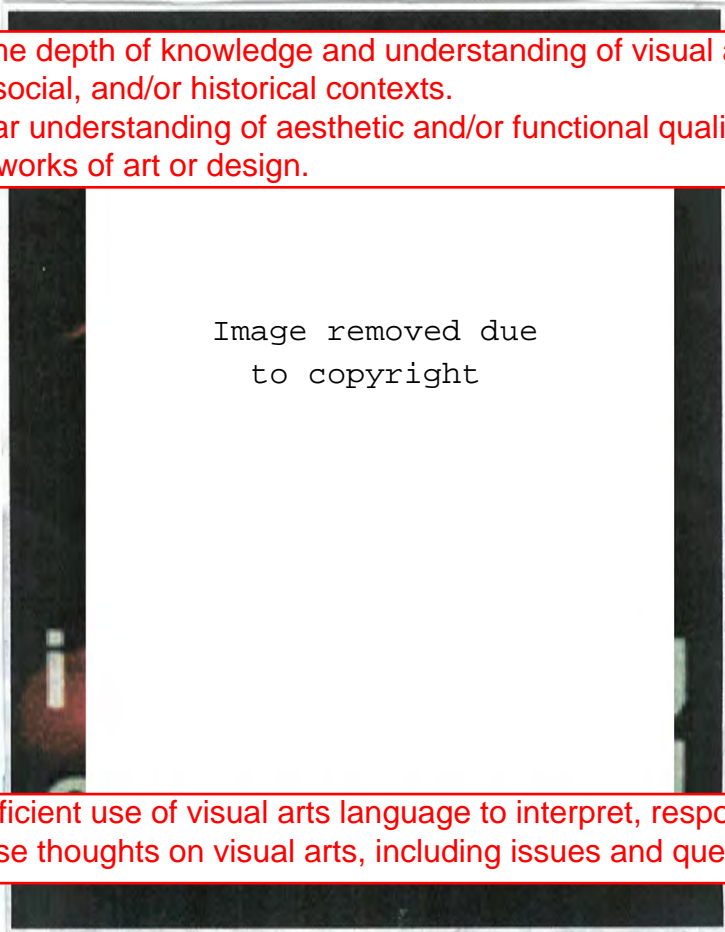 ne depth of knowledge and understanding of visual a
social, and/or historical contexts.
ar understanding of aesthetic and/or functional quali
works of art or design.
Image removed due
to copyright
i
ficient use of visual arts language to interpret, respo
se thoughts on visual arts, including issues and que